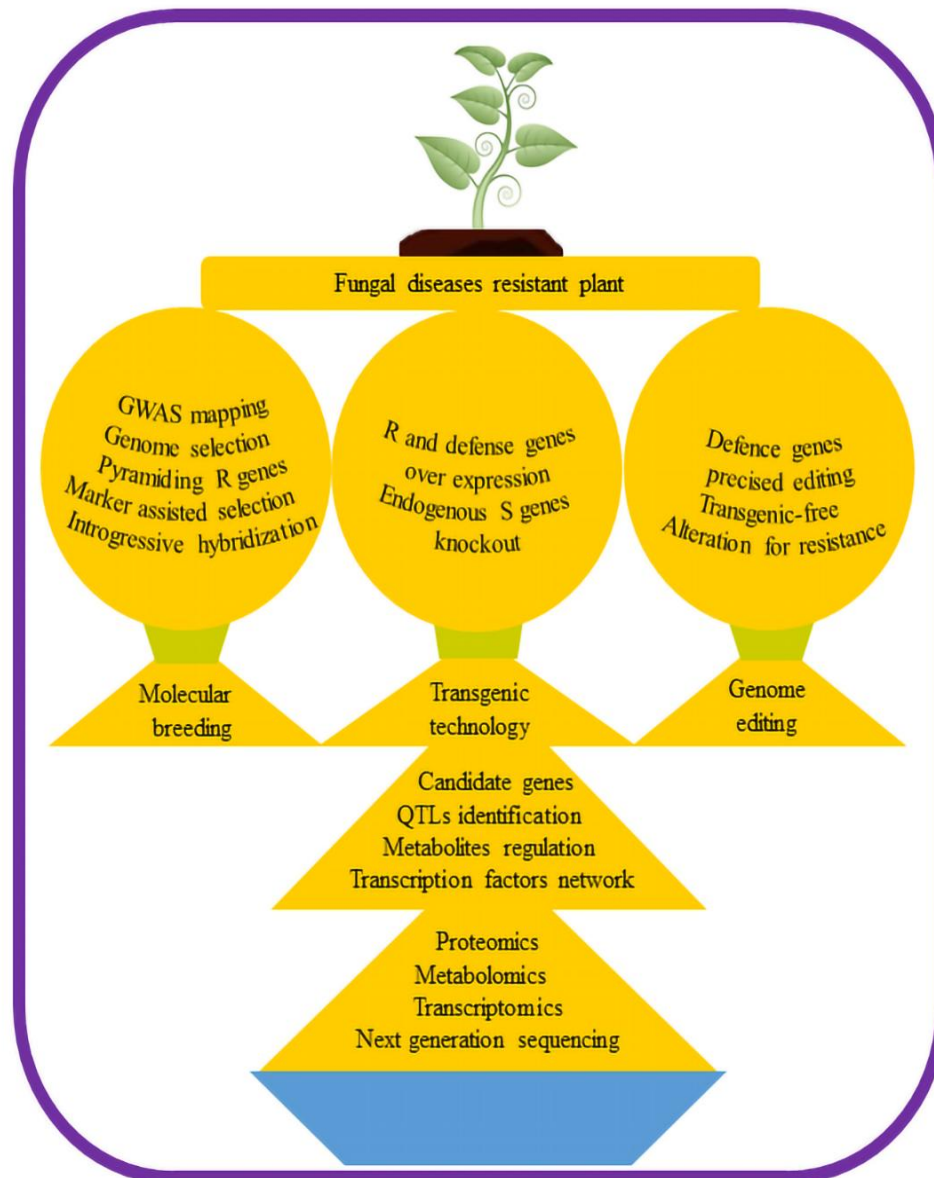 Fungal diseases resistant plant
GWAS mapping
Genome selection
Pyramiding R genes
Marker assisted selection
Introgressive hybridization
R and defense genes
over expression
Endogenous S genes
knockout
Defence genes
precised editing
Transgenic-free
Alteration for resistance
Molecular
breeding
Transgenic
technology
Genome
editing
Candidate genes
QTLs identification
Metabolites regulation
Transcription factors network
Proteomics
Metabolomics
Transcriptomics
Next generation sequencing